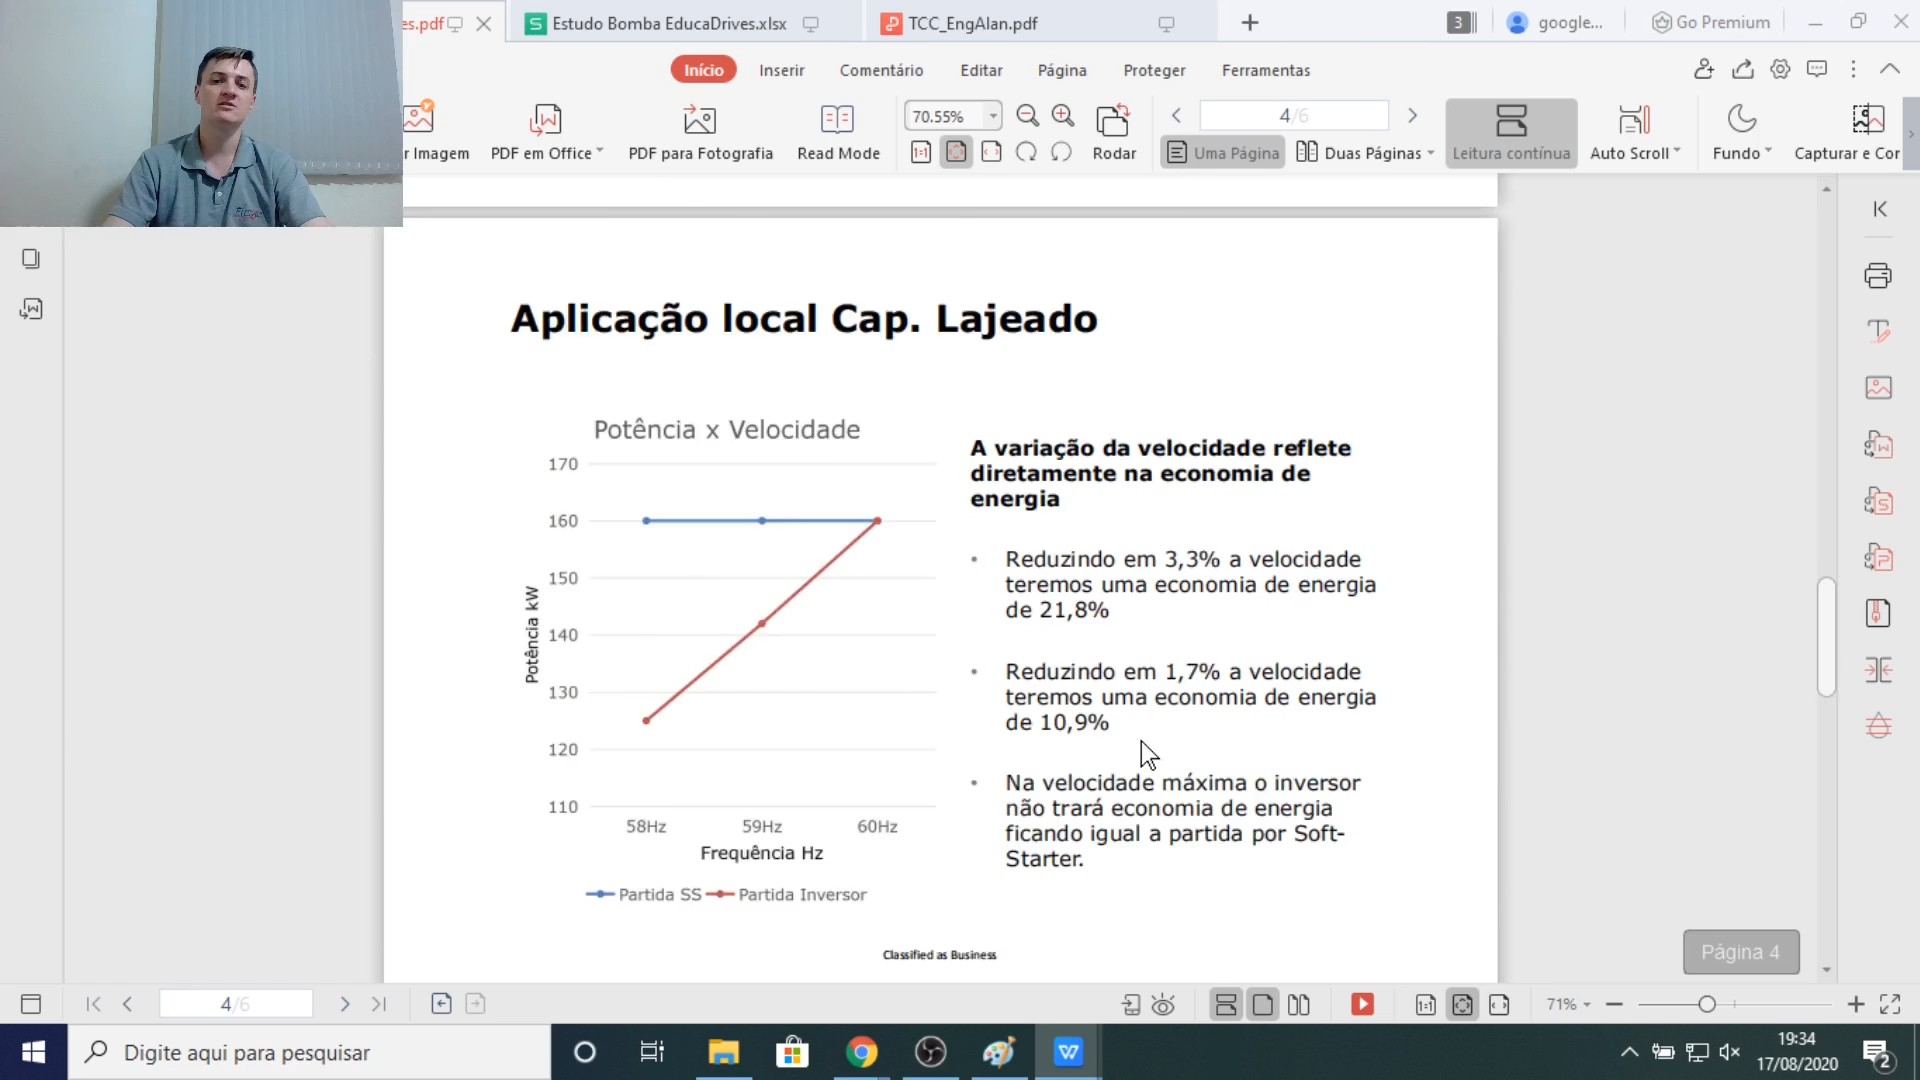 es.pdf
Estudo Bomba EducaDrives.xlsx
TCC_EngAlan.pdf
3
google...
Go Premium
Início
Inserir
Comentário
Editar
Página
Proteger
Ferramentas
r Imagem
PDF em Office
PDF para Fotografia
Read Mode
70.55%
Rodar
4/6
Uma Página
Duas Páginas
Leitura contínua
Auto Scroll
Fundo
Capturar e Cor
Aplicação local Cap. Lajeado
Potência x Velocidade
170
160
150
140
130
120
110
Potência kW
58Hz
59Hz
60Hz
Frequência Hz
Partida SS
Partida Inversor
A variação da velocidade reflete
diretamente na economia de
energia
• Reduzindo em 3,3% a velocidade
teremos uma economia de energia
de 21,8%
• Reduzindo em 1,7% a velocidade
teremos uma economia de energia
de 10,9%
• Na velocidade máxima o inversor
não trará economia de energia
ficando igual a partida por Soft-
Starter.
Classified as Business
Página 4
4/6
71%
Digite aqui para pesquisar
19:34
17/08/2020
2